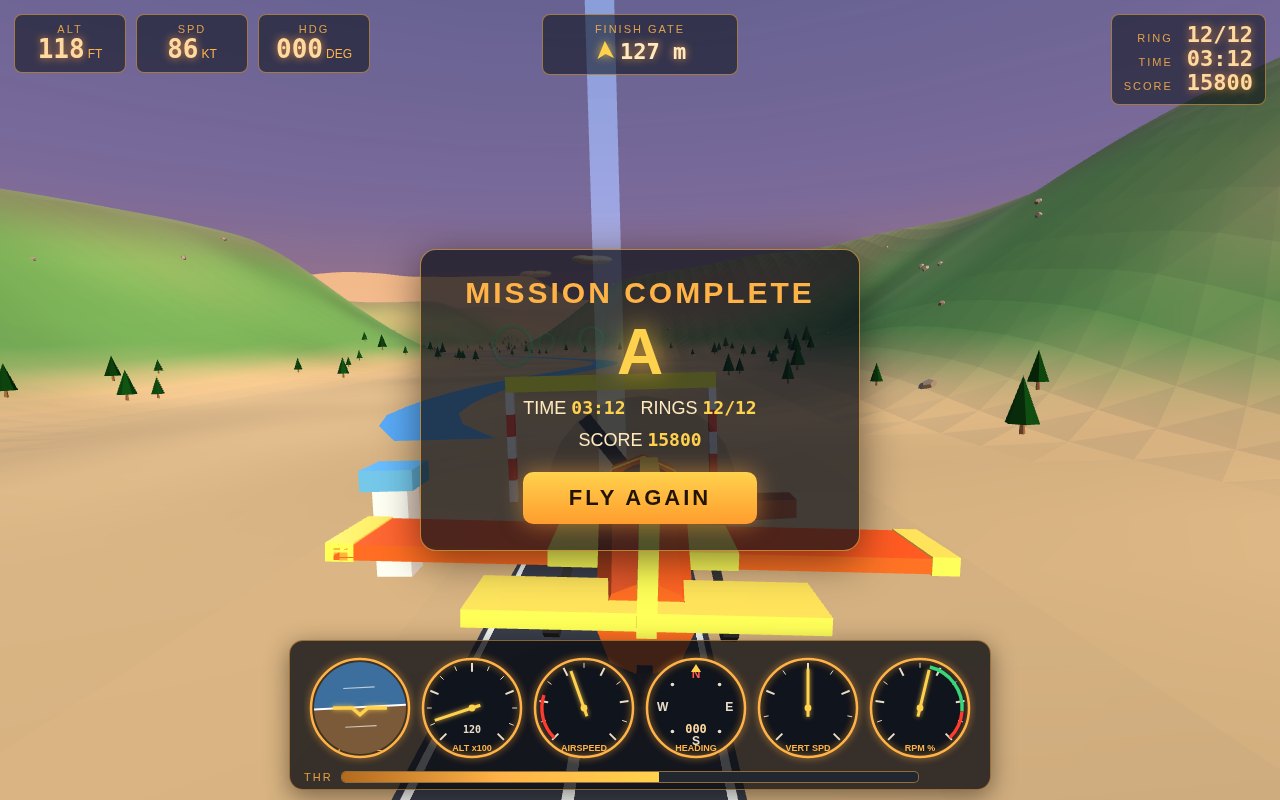 ALT
118 FT
SPD
86 KT
HDG
000 DEG
FINISH GATE
127 m
RING 12/12
TIME 03:12
SCORE 15800
MISSION COMPLETE
A
TIME 03:12 RINGS 12/12
SCORE 15800
FLY AGAIN
120
ALT x100
AIRSPEED
N
W E
000
S
HEADING
VERT SPD
RPM %
THR